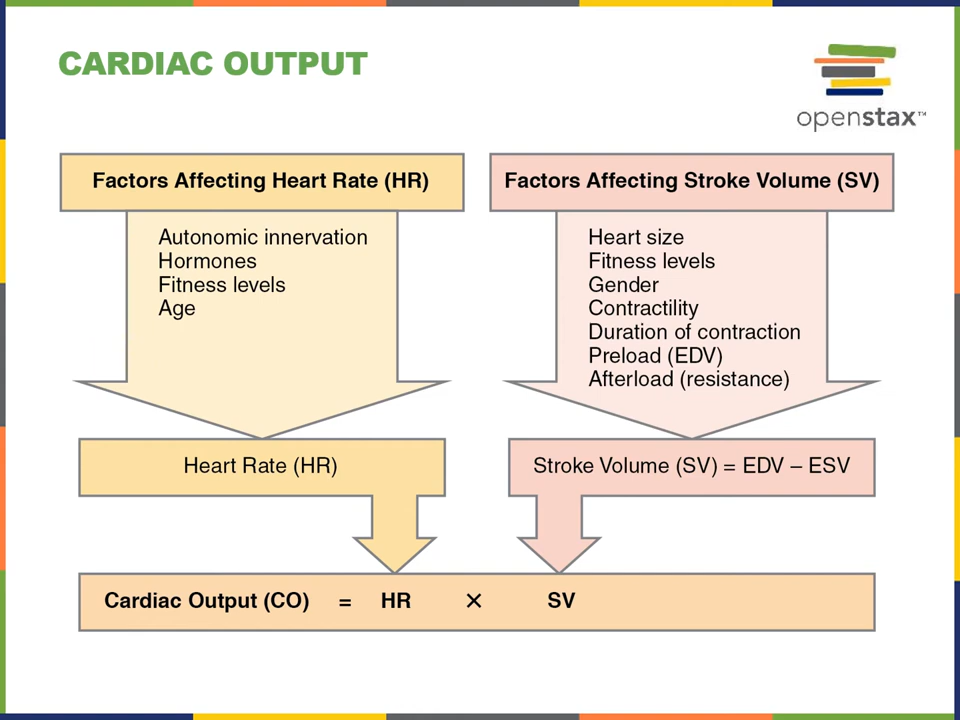 CARDIAC OUTPUT
openstax™
Factors Affecting Heart Rate (HR)
Autonomic innervation
Hormones
Fitness levels
Age
Heart Rate (HR)
Factors Affecting Stroke Volume (SV)
Heart size
Fitness levels
Gender
Contractility
Duration of contraction
Preload (EDV)
Afterload (resistance)
Stroke Volume (SV) = EDV – ESV
Cardiac Output (CO) = HR × SV